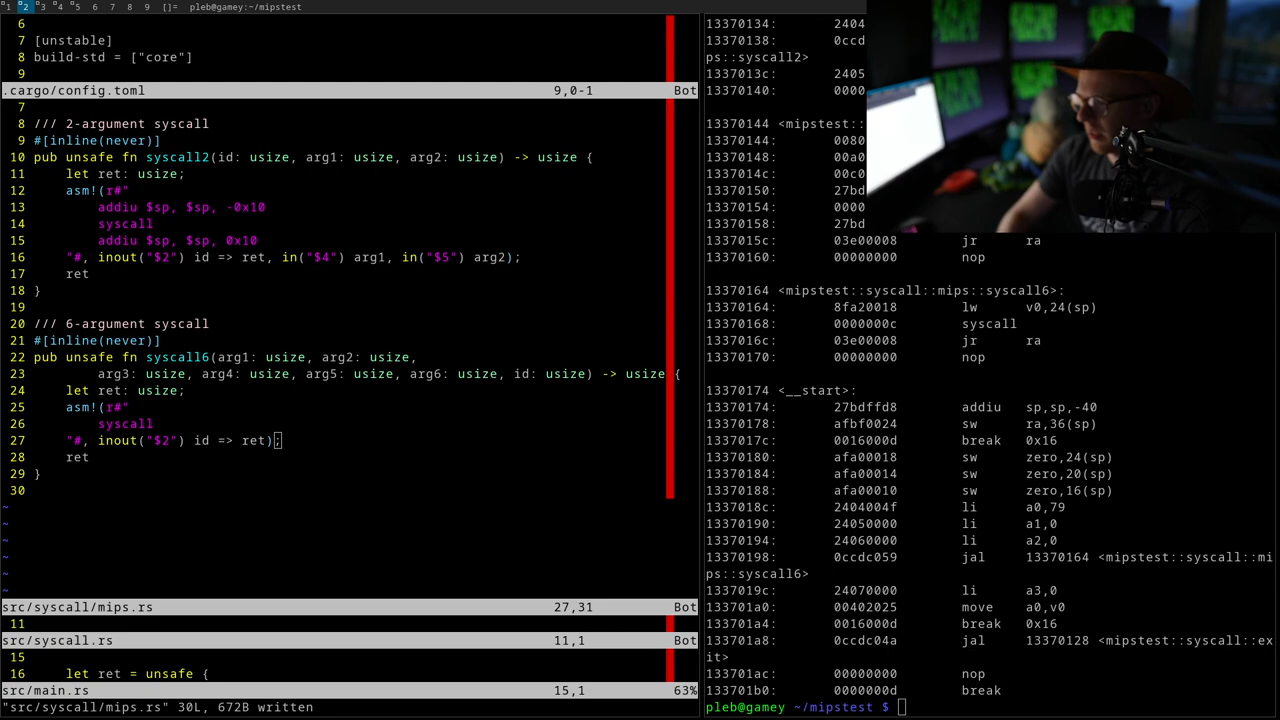 1 2 3 4 5 6 7 8 9 []= pleb@gamey:~/mipstest
6
7 [unstable]
8 build-std = ["core"]
9
.cargo/config.toml 9,0-1 Bot
7
8 /// 2-argument syscall
9 #[inline(never)]
10 pub unsafe fn syscall2(id: usize, arg1: usize, arg2: usize) -> usize {
11     let ret: usize;
12     asm!(r#"
13         addiu $sp, $sp, -0x10
14         syscall
15         addiu $sp, $sp, 0x10
16     "#, inout("$2") id => ret, in("$4") arg1, in("$5") arg2);
17     ret
18 }
19
20 /// 6-argument syscall
21 #[inline(never)]
22 pub unsafe fn syscall6(arg1: usize, arg2: usize,
23         arg3: usize, arg4: usize, arg5: usize, arg6: usize, id: usize) -> usize {
24     let ret: usize;
25     asm!(r#"
26         syscall
27     "#, inout("$2") id => ret);
28     ret
29 }
30
~
~
~
~
~
~
src/syscall/mips.rs 27,31 Bot
11
src/syscall.rs 11,1 Bot
15
16     let ret = unsafe {
src/main.rs 15,1 63%
"src/syscall/mips.rs" 30L, 672B written
13370134: 2404
13370138: 0ccd
ps::syscall2>
1337013c: 2405
13370140: 0000
13370144 <mipstest::
13370144: 0080
13370148: 00a0
1337014c: 00c0
13370150: 27bd
13370154: 0000
13370158: 27bd
1337015c: 03e00008 jr ra
13370160: 00000000 nop
13370164 <mipstest::syscall::mips::syscall6>:
13370164: 8fa20018 lw v0,24(sp)
13370168: 0000000c syscall
1337016c: 03e00008 jr ra
13370170: 00000000 nop
13370174 <__start>:
13370174: 27bdffd8 addiu sp,sp,-40
13370178: afbf0024 sw ra,36(sp)
1337017c: 0016000d break 0x16
13370180: afa00018 sw zero,24(sp)
13370184: afa00014 sw zero,20(sp)
13370188: afa00010 sw zero,16(sp)
1337018c: 2404004f li a0,79
13370190: 24050000 li a1,0
13370194: 24060000 li a2,0
13370198: 0ccdc059 jal 13370164 <mipstest::syscall::mi
ps::syscall6>
1337019c: 24070000 li a3,0
133701a0: 00402025 move a0,v0
133701a4: 0016000d break 0x16
133701a8: 0ccdc04a jal 13370128 <mipstest::syscall::ex
it>
133701ac: 00000000 nop
133701b0: 0000000d break
pleb@gamey ~/mipstest $